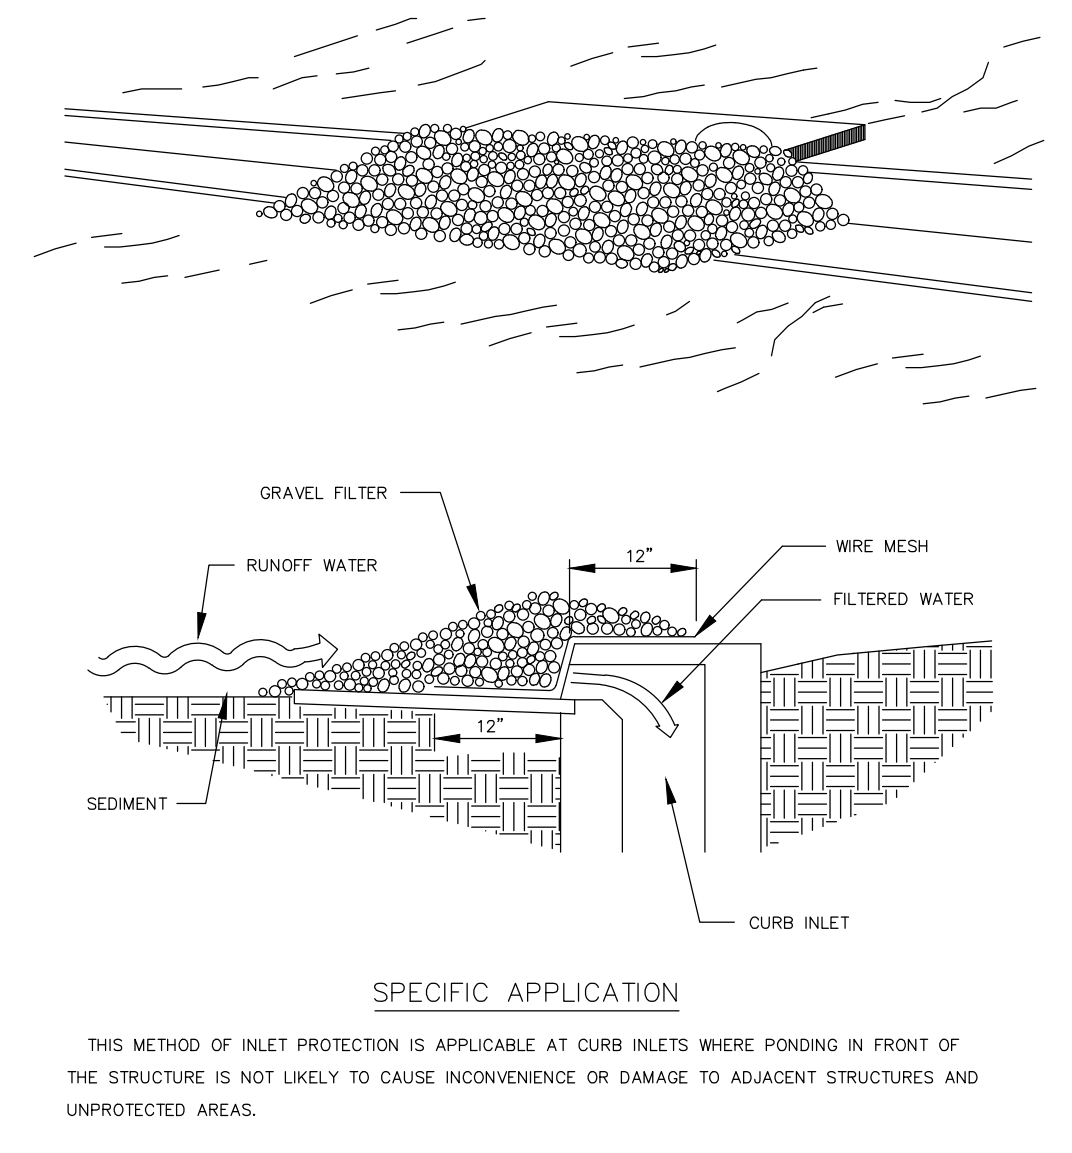 GRAVEL FILTER
12"
WIRE MESH
RUNOFF WATER
FILTERED WATER
12"
SEDIMENT
CURB INLET
SPECIFIC APPLICATION
THIS METHOD OF INLET PROTECTION IS APPLICABLE AT CURB INLETS WHERE PONDING IN FRONT OF
THE STRUCTURE IS NOT LIKELY TO CAUSE INCONVENIENCE OR DAMAGE TO ADJACENT STRUCTURES AND
UNPROTECTED AREAS.